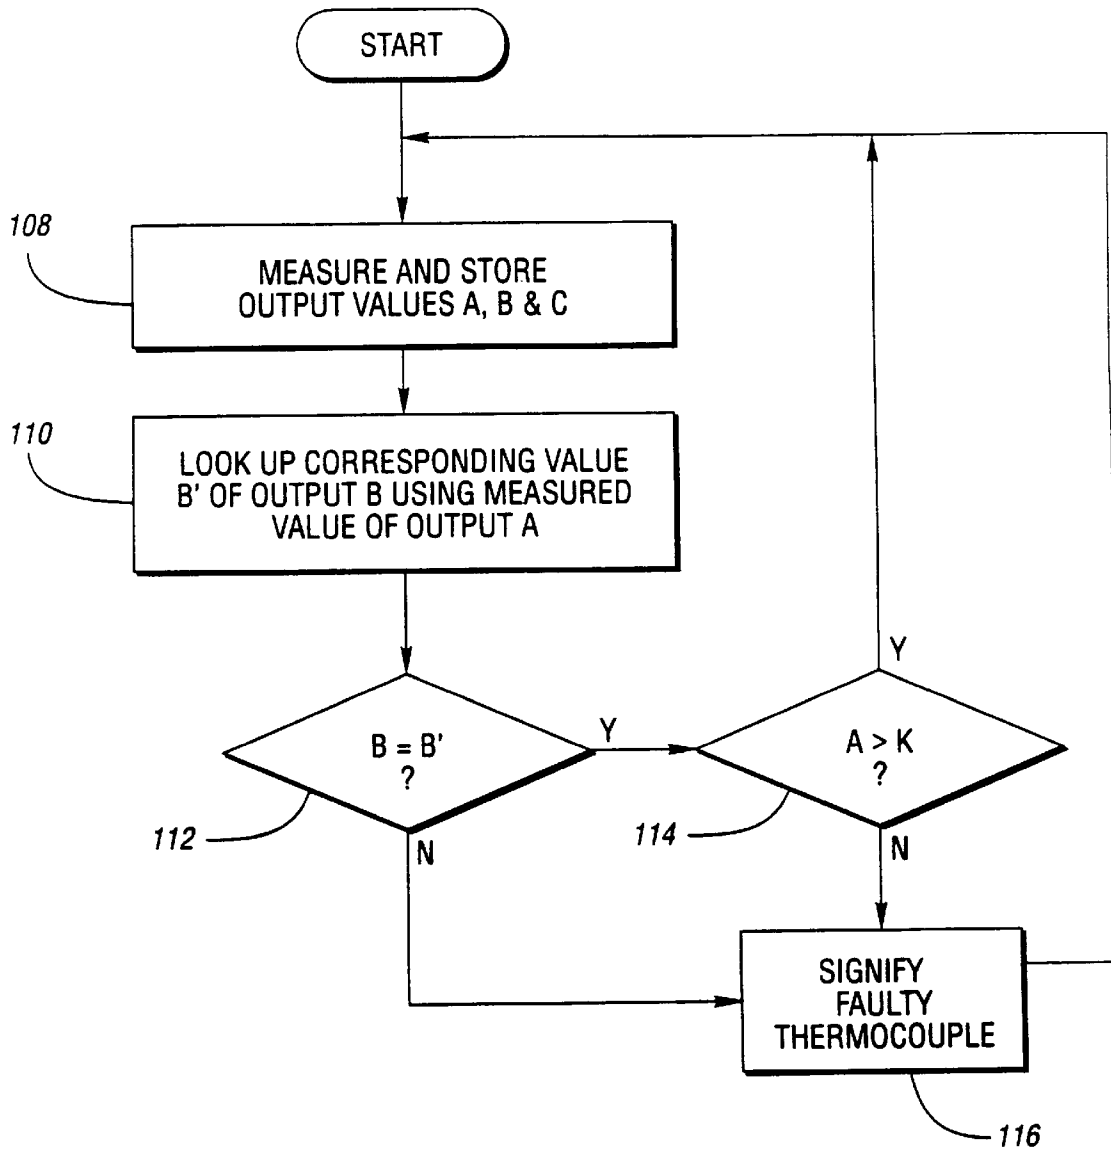 START
108
MEASURE AND STORE
OUTPUT VALUES A, B & C
110
LOOK UP CORRESPONDING VALUE
B' OF OUTPUT B USING MEASURED
VALUE OF OUTPUT A
B = B'
?
Y
N
112
A > K
?
Y
N
114
SIGNIFY
FAULTY
THERMOCOUPLE
116